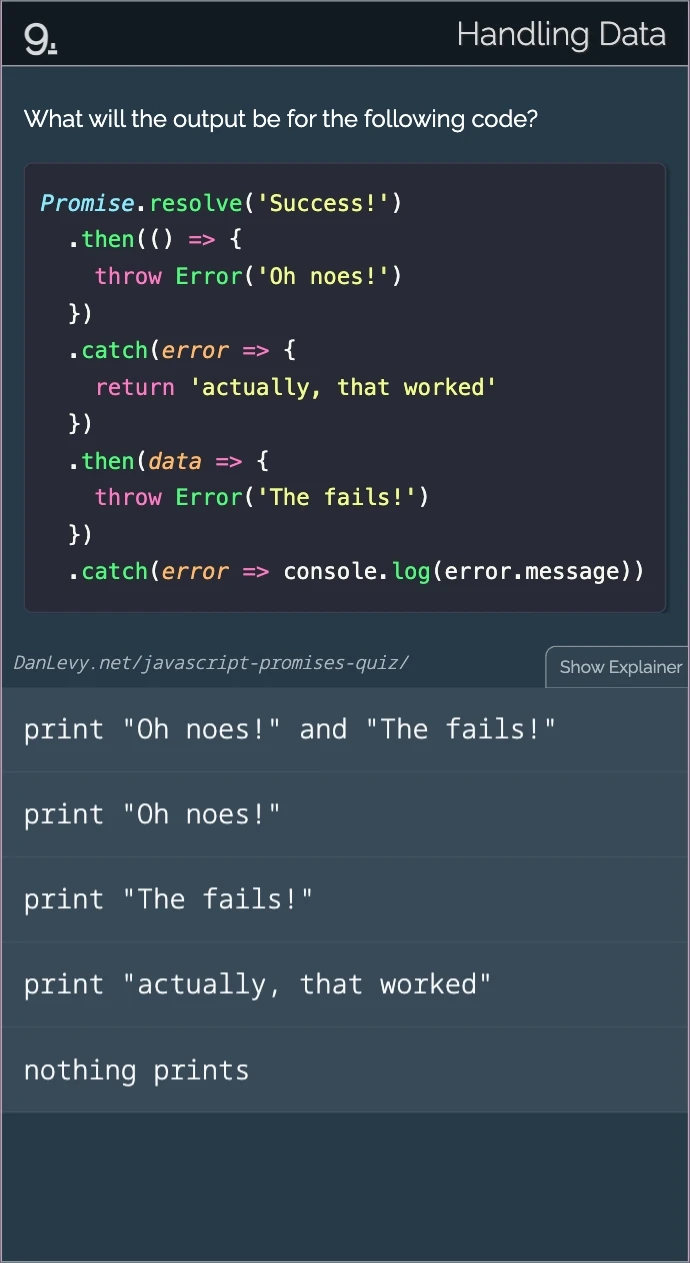 9.
Handling Data
What will the output be for the following code?
Promise.resolve('Success!')
  .then(() => {
    throw Error('Oh noes!')
  })
  .catch(error => {
    return 'actually, that worked'
  })
  .then(data => {
    throw Error('The fails!')
  })
  .catch(error => console.log(error.message))
DanLevy.net/javascript-promises-quiz/
Show Explainer
print "Oh noes!" and "The fails!"
print "Oh noes!"
print "The fails!"
print "actually, that worked"
nothing prints